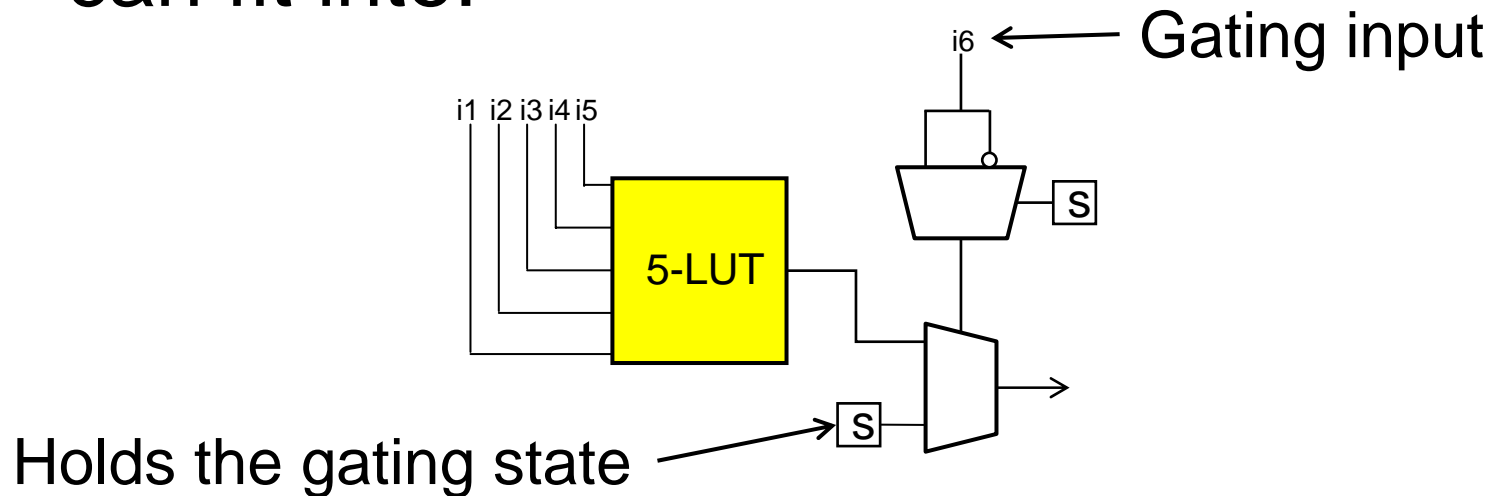 i6
Gating input
i1 i2 i3 i4 i5
s
5-LUT
s
Holds the gating state